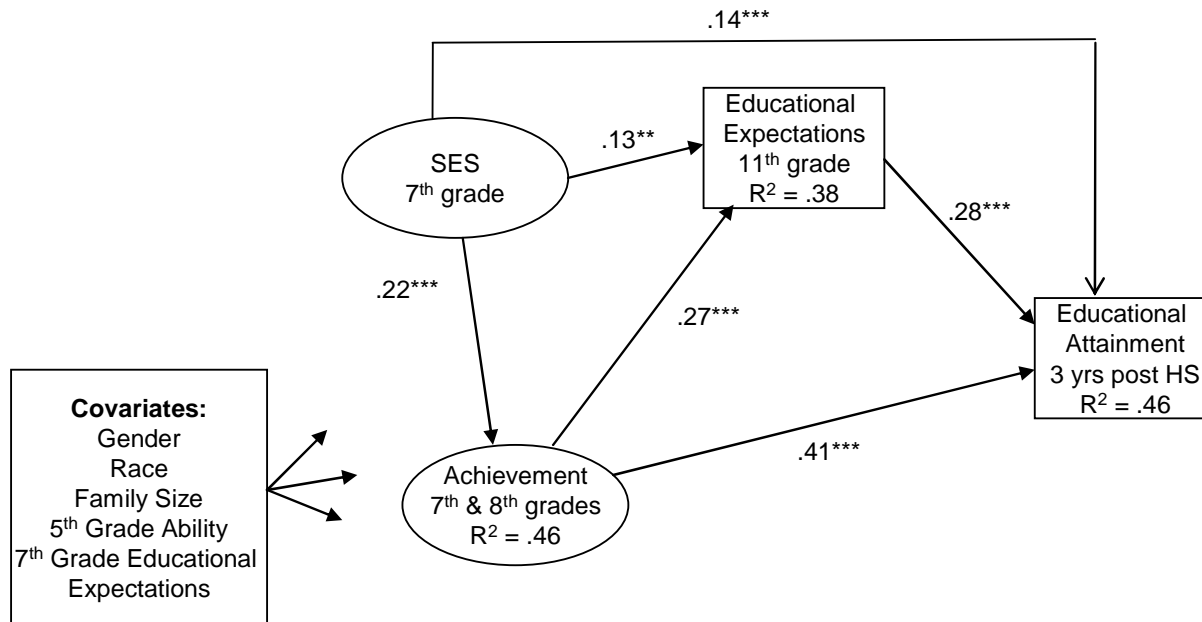 .14***
Educational
Expectations
11th grade
R2 = .38
.13**
SES
7th grade
.28***
.22***
.27***
Educational
Attainment
3 yrs post HS
R2 = .46
Covariates:
Gender
Race
Family Size
5th Grade Ability
7th Grade Educational
Expectations
.41***
Achievement
7th & 8th grades
R2 = .46